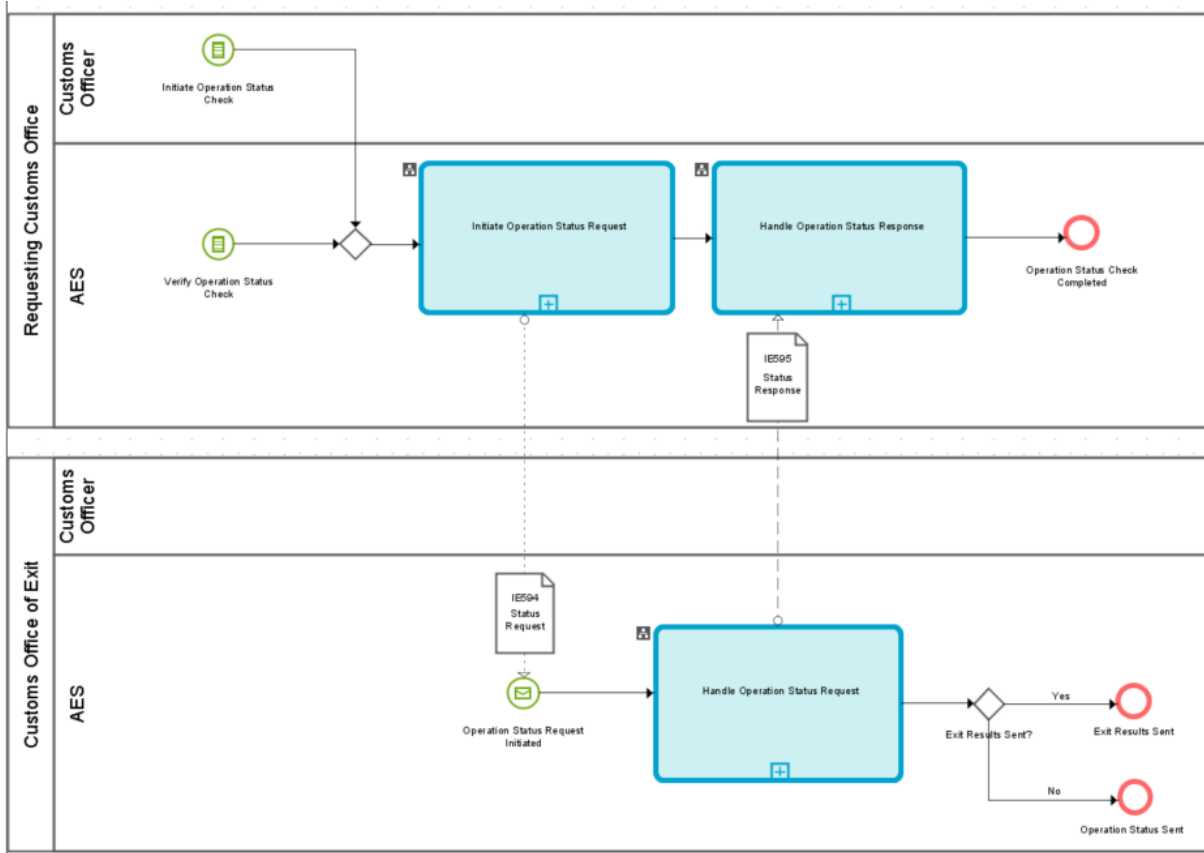 Requesting Customs Office
Customs
Officer
Initiate Operation Status
Check
AES
Verify Operation Status
Check
Initiate Operation Status Request
Handle Operation Status Response
Operation Status Check
Completed
IE595
Status
Response
Customs Office of Exit
Customs
Officer
AES
IE594
Status
Request
Operation Status Request
Initiated
Handle Operation Status Request
Exit Results Sent?
Yes
Exit Results Sent
No
Operation Status Sent